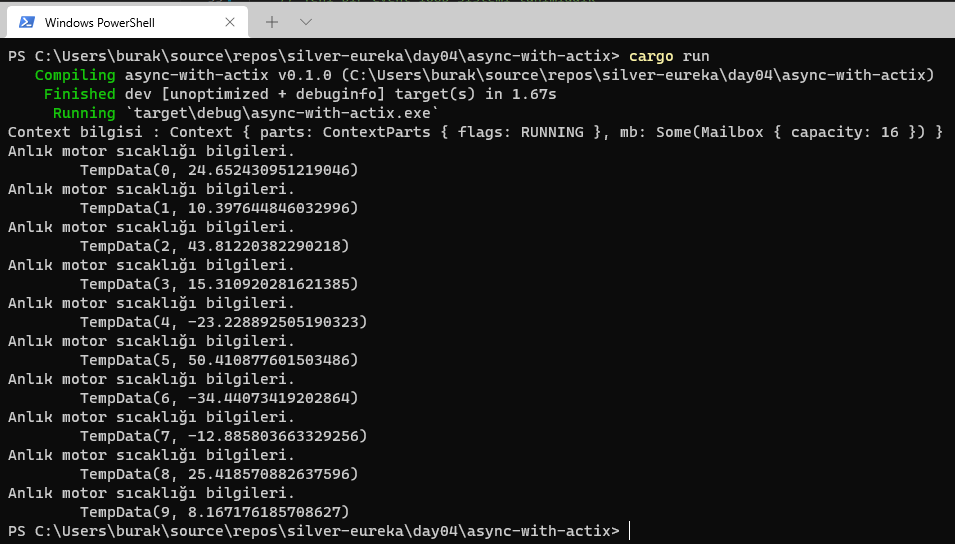 Windows PowerShell
PS C:\Users\burak\source\repos\silver-eureka\day04\async-with-actix> cargo run
Compiling async-with-actix v0.1.0 (C:\Users\burak\source\repos\silver-eureka\day04\async-with-actix)
Finished dev [unoptimized + debuginfo] target(s) in 1.67s
Running `target\debug\async-with-actix.exe`
Context bilgisi : Context { parts: ContextParts { flags: RUNNING }, mb: Some(Mailbox { capacity: 16 }) }
Anlık motor sıcaklığı bilgileri.
TempData(0, 24.652430951219046)
Anlık motor sıcaklığı bilgileri.
TempData(1, 10.397644846032996)
Anlık motor sıcaklığı bilgileri.
TempData(2, 43.81220382290218)
Anlık motor sıcaklığı bilgileri.
TempData(3, 15.310920281621385)
Anlık motor sıcaklığı bilgileri.
TempData(4, -23.228892505190323)
Anlık motor sıcaklığı bilgileri.
TempData(5, 50.410877601503486)
Anlık motor sıcaklığı bilgileri.
TempData(6, -34.44073419202864)
Anlık motor sıcaklığı bilgileri.
TempData(7, -12.885803663329256)
Anlık motor sıcaklığı bilgileri.
TempData(8, 25.418570882637596)
Anlık motor sıcaklığı bilgileri.
TempData(9, 8.167176185708627)
PS C:\Users\burak\source\repos\silver-eureka\day04\async-with-actix>